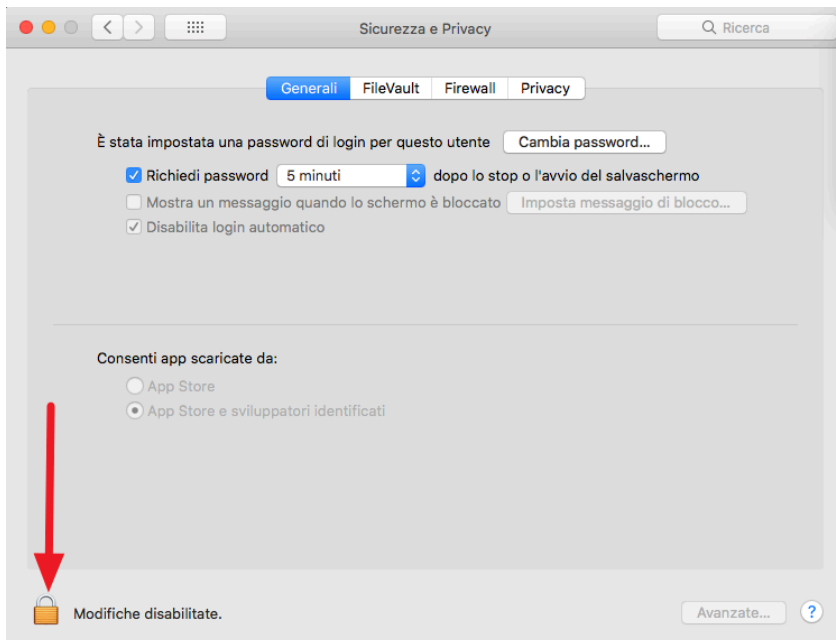 Sicurezza e Privacy
Ricerca
Generali FileVault Firewall Privacy
È stata impostata una password di login per questo utente Cambia password...
Richiedi password 5 minuti dopo lo stop o l'avvio del salvaschermo
Mostra un messaggio quando lo schermo è bloccato Imposta messaggio di blocco...
Disabilita login automatico
Consenti app scaricate da:
App Store
App Store e sviluppatori identificati
Modifiche disabilitate.
Avanzate... ?